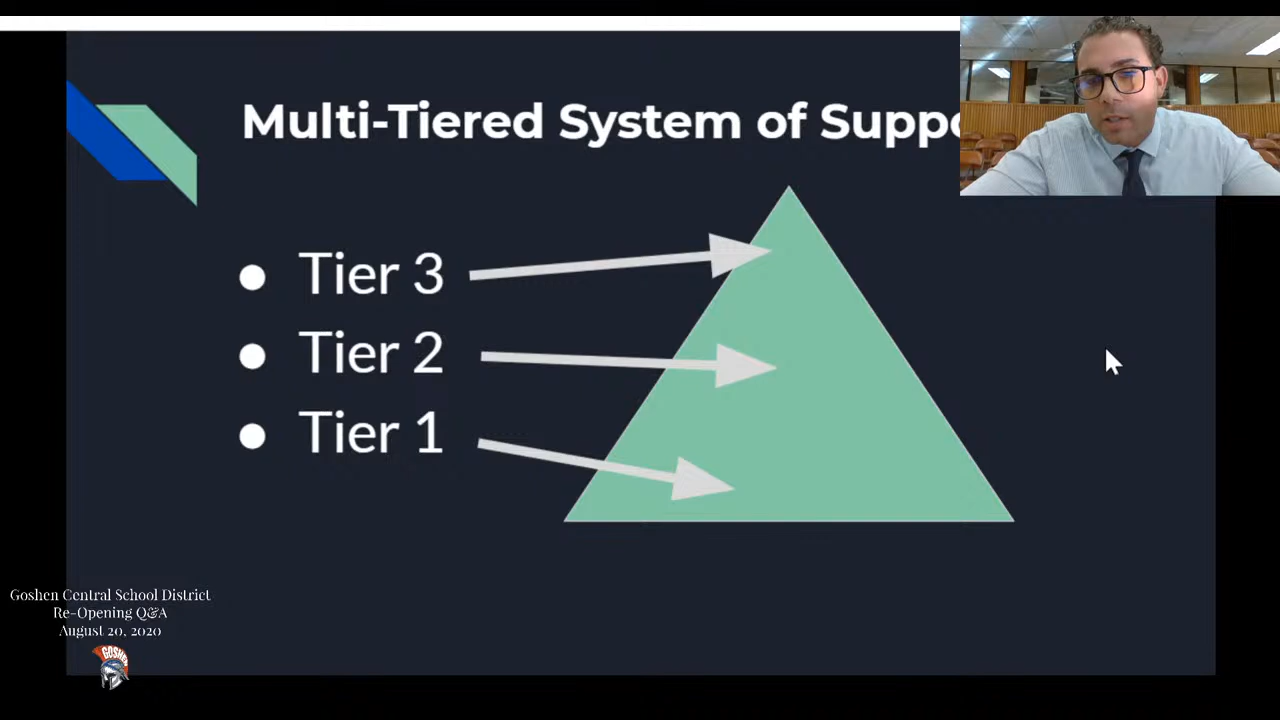 Multi-Tiered System of Suppo
Tier 3
Tier 2
Tier 1
Goshen Central School District
Re-Opening Q&A
August 20, 2020
GOSHEN